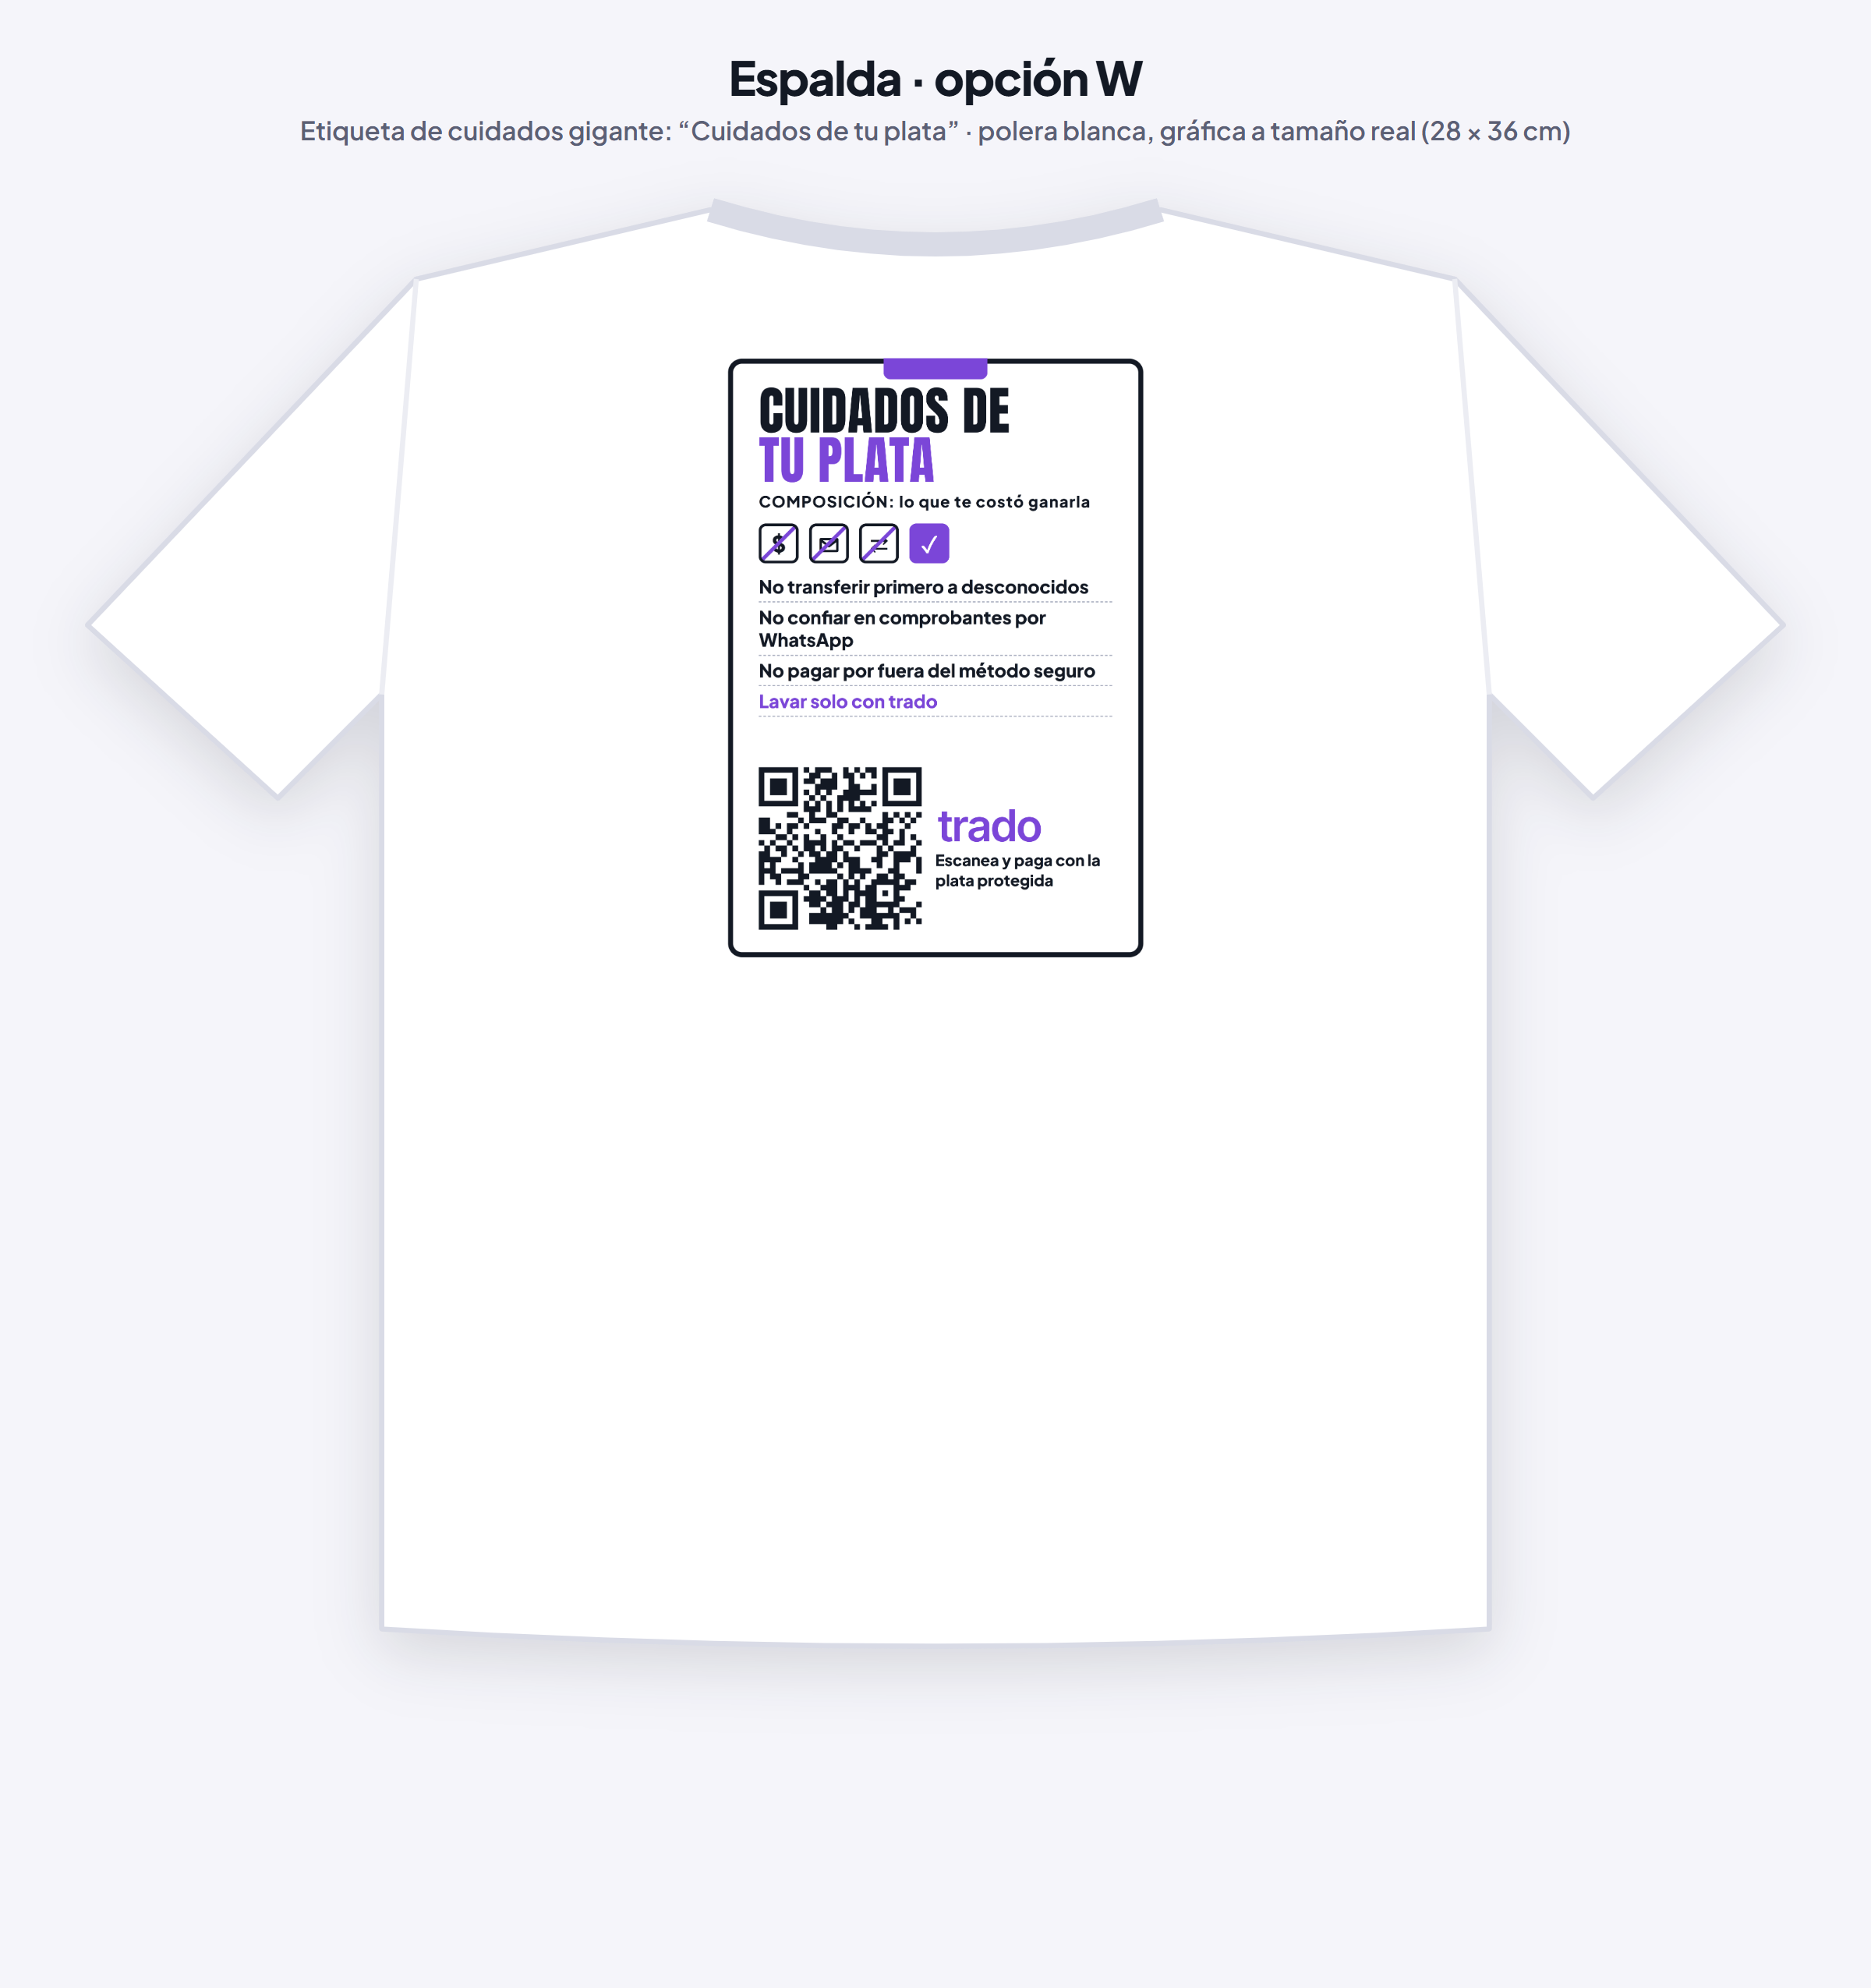 Espalda · opción W
Etiqueta de cuidados gigante: “Cuidados de tu plata” · polera blanca, gráfica a tamaño real (28 × 36 cm)
CUIDADOS DE
TU PLATA
COMPOSICIÓN: lo que te costó ganarla
$
No transferir primero a desconocidos
No confiar en comprobantes por
WhatsApp
No pagar por fuera del método seguro
Lavar solo con trado
trado
Escanea y paga con la
plata protegida